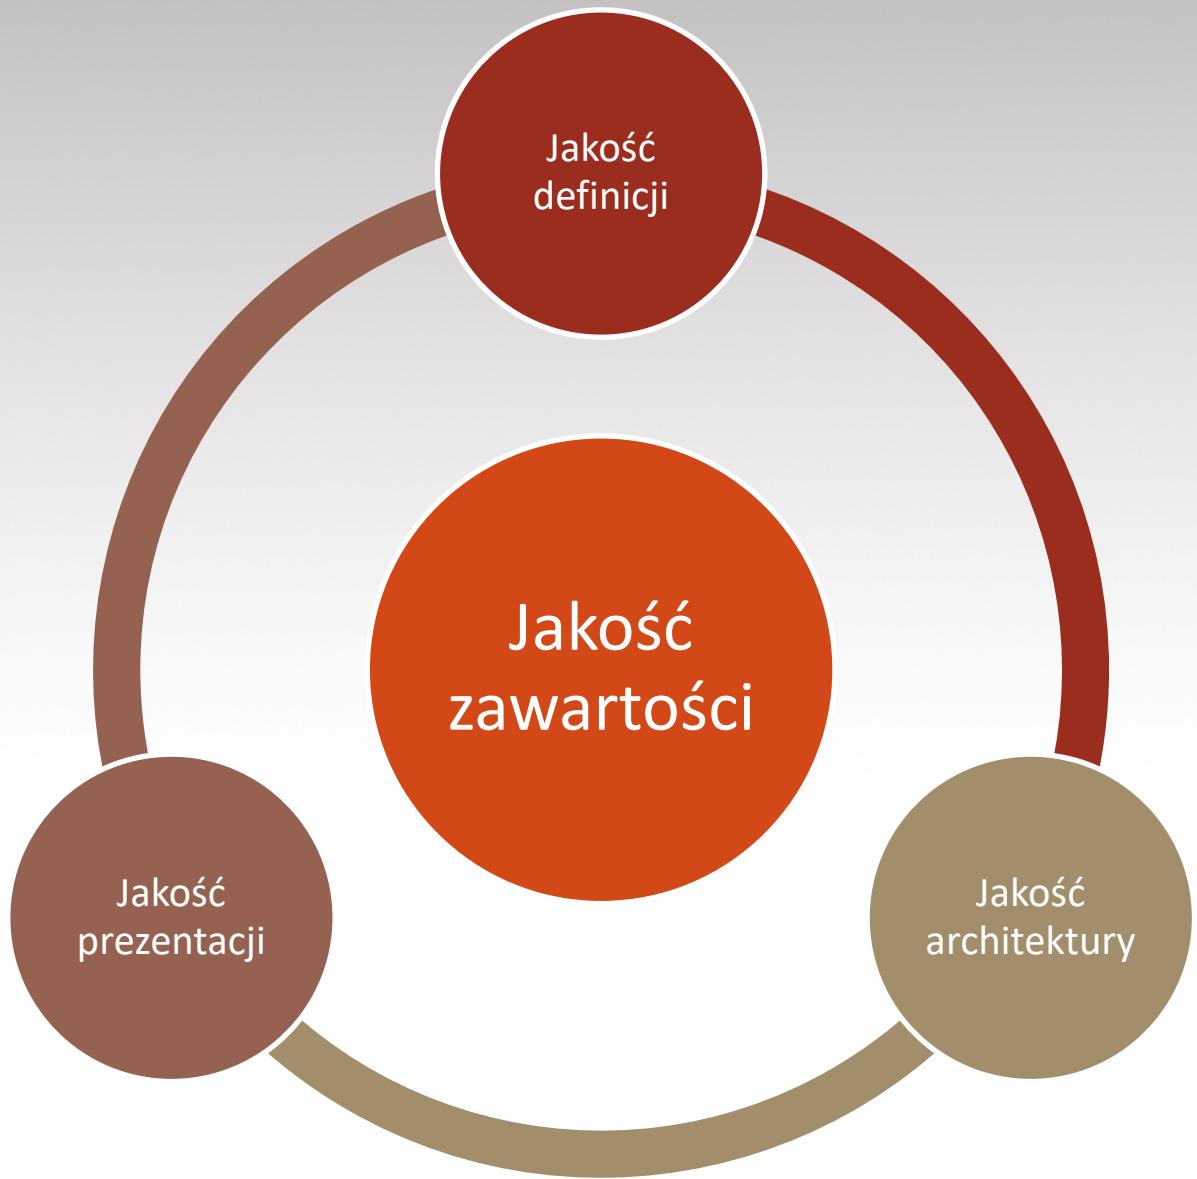 Jakość
definicji
Jakość
zawartości
Jakość
prezentacji
Jakość
architektury